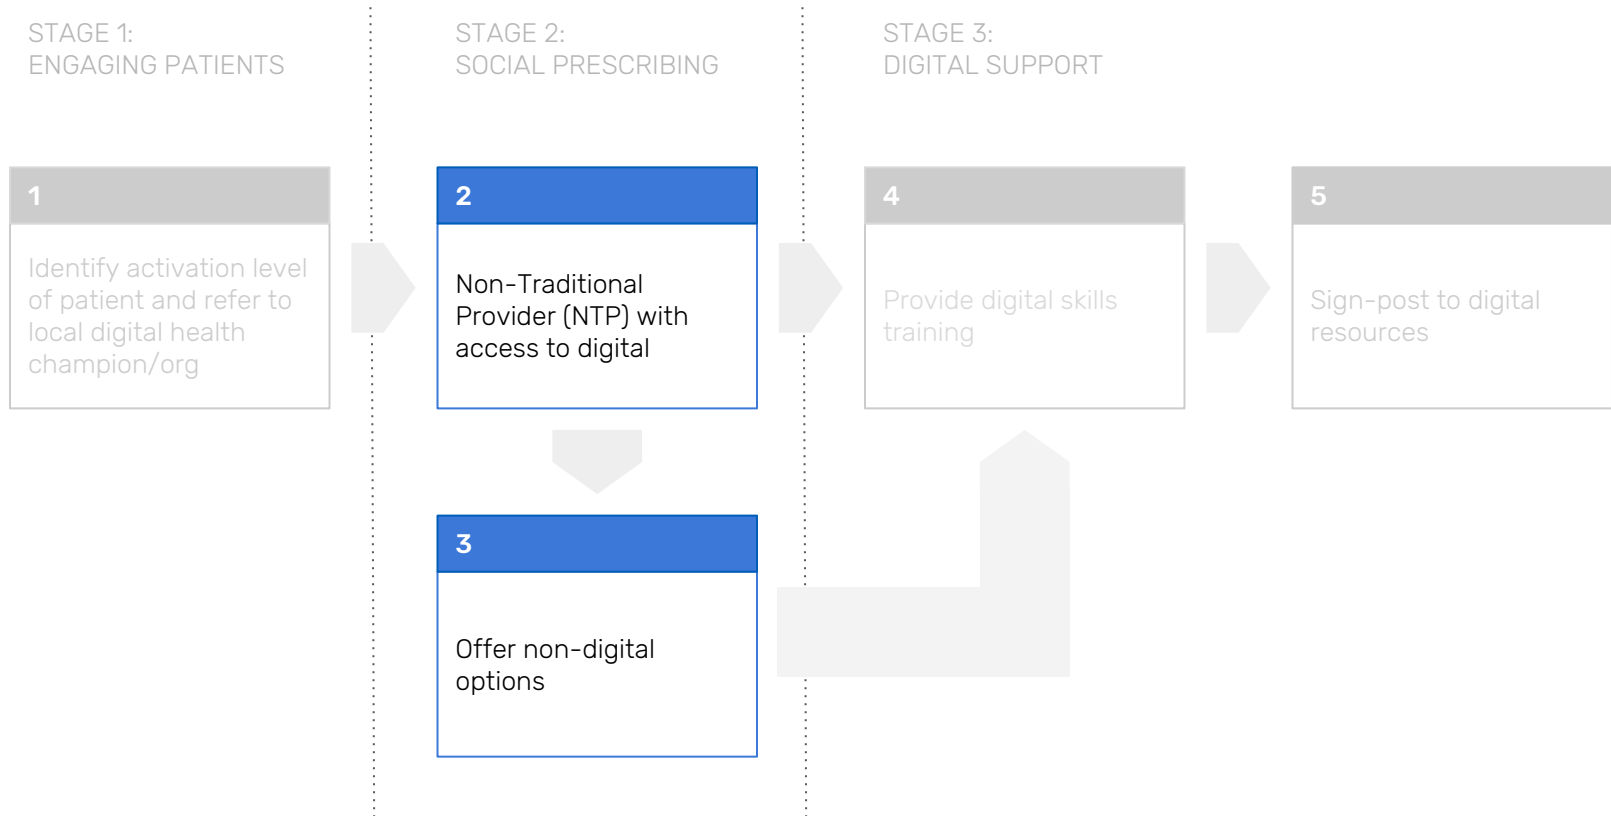 STAGE 1:
ENGAGING PATIENTS
STAGE 2:
SOCIAL PRESCRIBING
STAGE 3:
DIGITAL SUPPORT
1
Identify activation level
of patient and refer to
local digital health
champion/org
2
Non-Traditional
Provider (NTP) with
access to digital
3
Offer non-digital
options
4
Provide digital skills
training
5
Sign-post to digital
resources